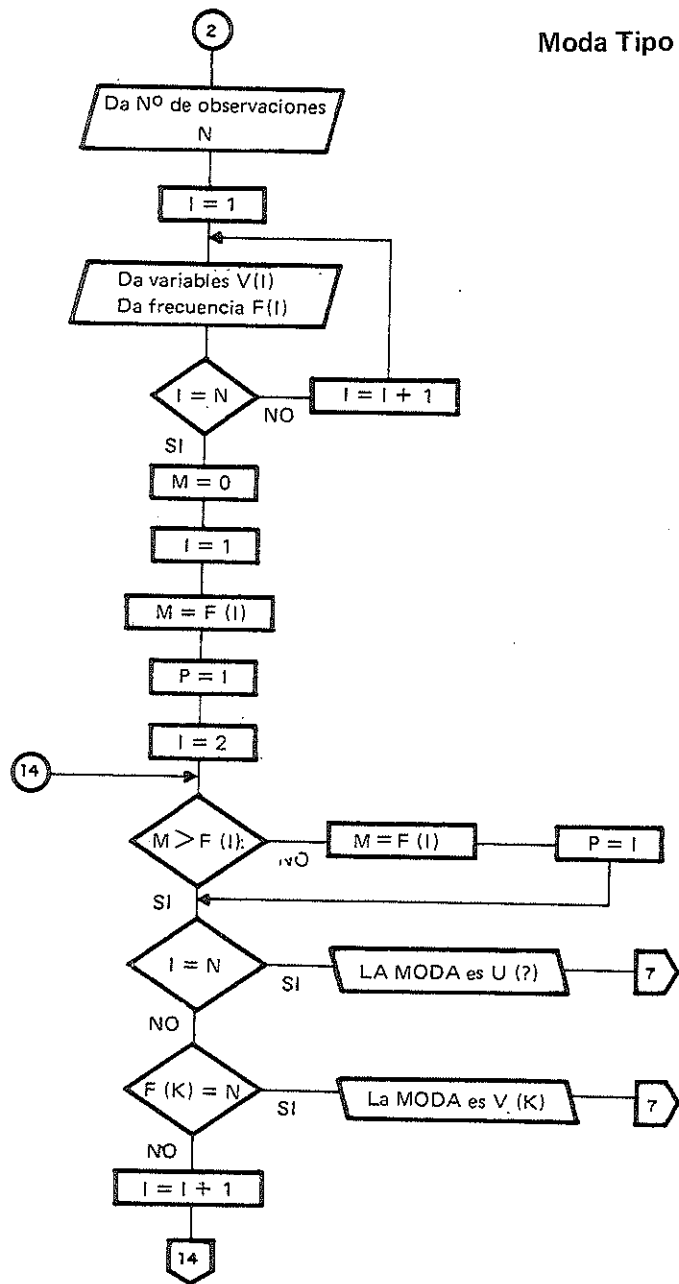 2
Moda Tipo
Da Nº de observaciones
N
I = 1
Da variables V(I)
Da frecuencia F(I)
I = N
NO
I = I + 1
SI
M = 0
I = 1
M = F (I)
P = I
I = 2
14
M > F (I):
NO
M = F (I)
P = I
SI
I = N
SI
LA MODA es U (?)
7
NO
F (K) = N
SI
La MODA es V (K)
7
NO
I = I + 1
14